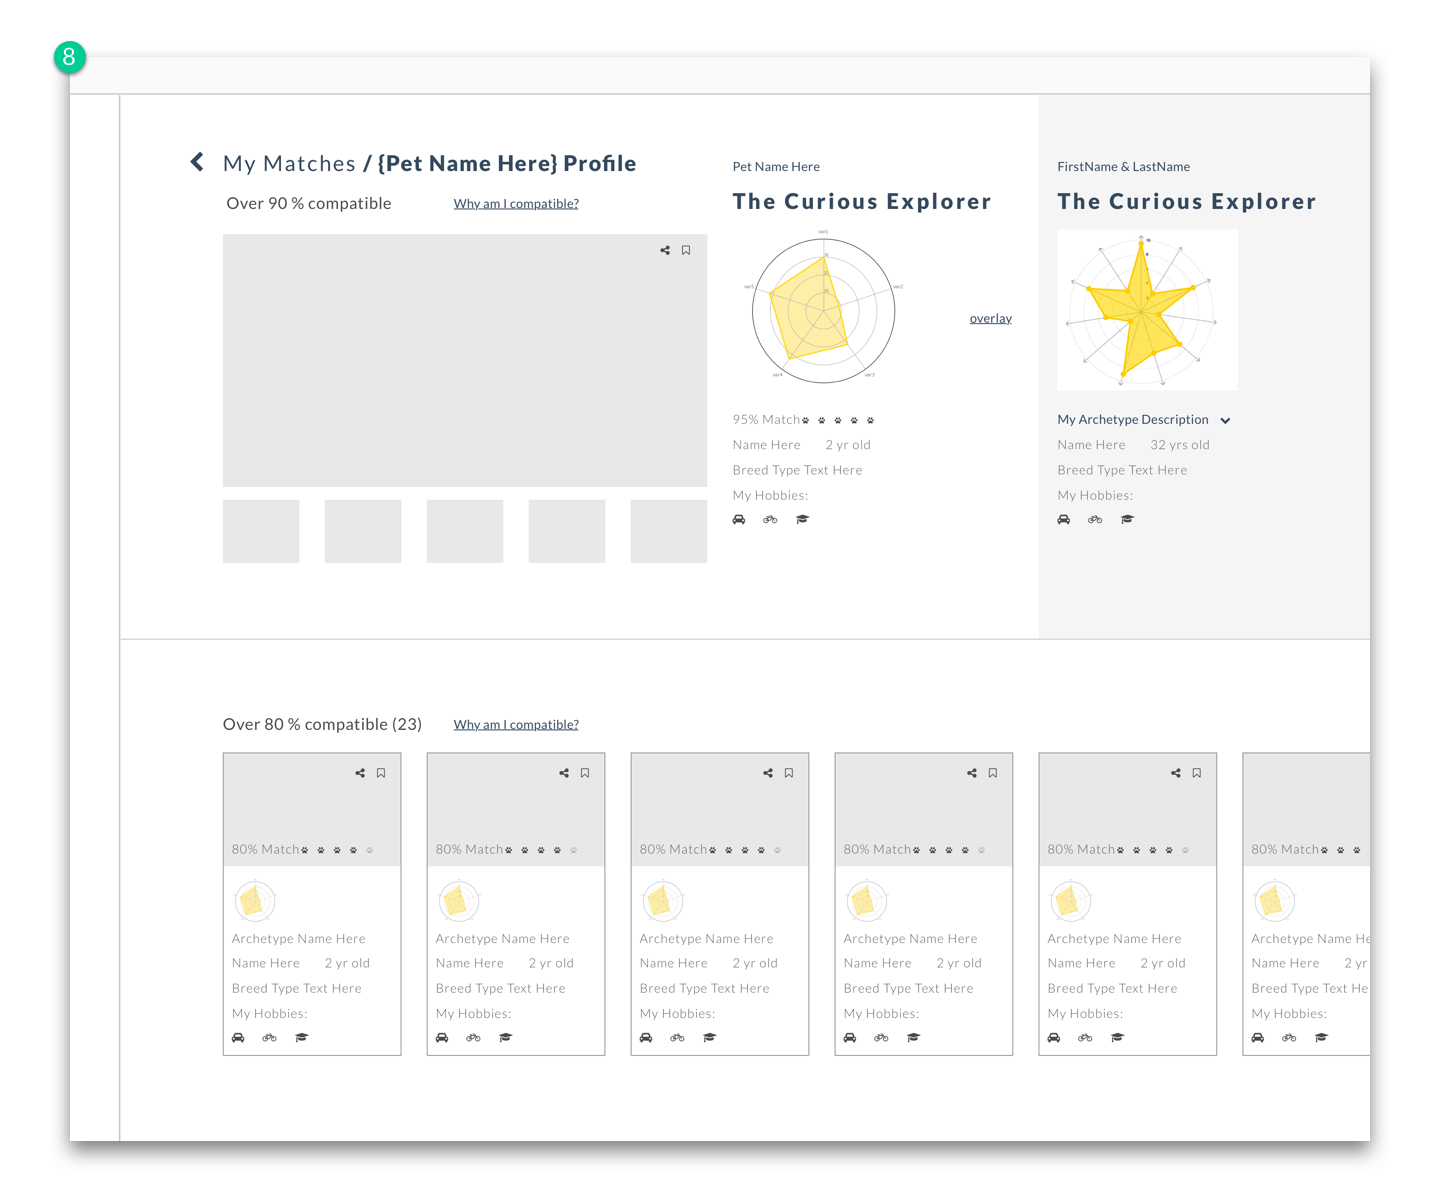 8
My Matches / {Pet Name Here} Profile
Over 90 % compatible
Why am I compatible?
Pet Name Here
The Curious Explorer
var1
var2
var3
var4
var5
overlay
95% Match
Name Here 2 yr old
Breed Type Text Here
My Hobbies:
FirstName & LastName
The Curious Explorer
My Archetype Description
Name Here 32 yrs old
Breed Type Text Here
My Hobbies:
Over 80 % compatible (23)
Why am I compatible?
80% Match
Archetype Name Here
Name Here 2 yr old
Breed Type Text Here
My Hobbies:
80% Match
Archetype Name Here
Name Here 2 yr old
Breed Type Text Here
My Hobbies:
80% Match
Archetype Name Here
Name Here 2 yr old
Breed Type Text Here
My Hobbies:
80% Match
Archetype Name Here
Name Here 2 yr old
Breed Type Text Here
My Hobbies:
80% Match
Archetype Name Here
Name Here 2 yr old
Breed Type Text Here
My Hobbies:
80% Match
Archetype Name He
Name Here 2 yr
Breed Type Text He
My Hobbies: